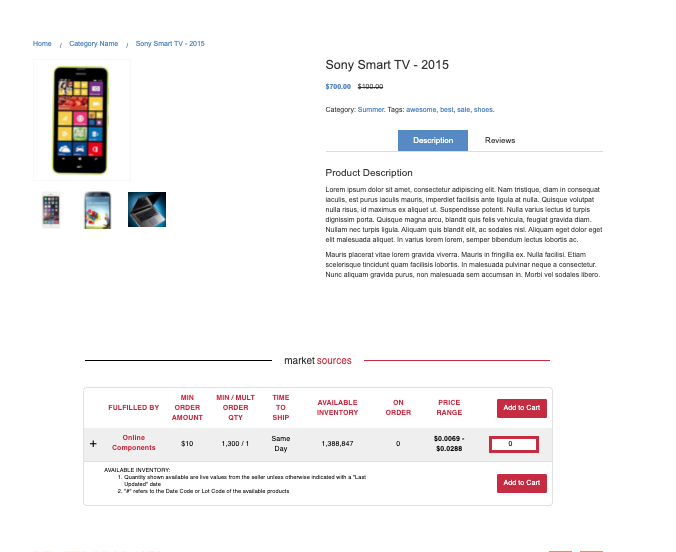 Home / Category Name / Sony Smart TV - 2015
Sony Smart TV - 2015
$700.00 $100.00
Category: Summer. Tags: awesome, best, sale, shoes.
Description Reviews
Product Description
Lorem ipsum dolor sit amet, consectetur adipiscing elit. Nam tristique, diam in consequat
iaculis, est purus iaculis mauris, imperdiet facilisis ante ligula at nulla. Quisque volutpat
nulla risus, id maximus ex aliquet ut. Suspendisse potenti. Nulla varius lectus id turpis
dignissim porta. Quisque magna arcu, blandit quis felis vehicula, feugiat gravida diam.
Nullam nec turpis ligula. Aliquam quis blandit elit, ac sodales nisl. Aliquam eget dolor eget
elit malesuada aliquet. In varius lorem lorem, semper bibendum lectus lobortis ac.
Mauris placerat vitae lorem gravida viverra. Mauris in fringilla ex. Nulla facilisi. Etiam
scelerisque tincidunt quam facilisis lobortis. In malesuada pulvinar neque a consectetur.
Nunc aliquam gravida purus, non malesuada sem accumsan in. Morbi vel sodales libero.
market sources
FULFILLED BY
MIN
ORDER
AMOUNT
MIN / MULT
ORDER
QTY
TIME
TO
SHIP
AVAILABLE
INVENTORY
ON
ORDER
PRICE
RANGE
Add to Cart
+
Online
Components
$10
1,300 / 1
Same
Day
1,388,847
0
$0.0069 -
$0.0288
0
AVAILABLE INVENTORY:
1. Quantity shown available are live values from the seller unless otherwise indicated with a "Last
Updated" date
2. "#" refers to the Date Code or Lot Code of the available products
Add to Cart